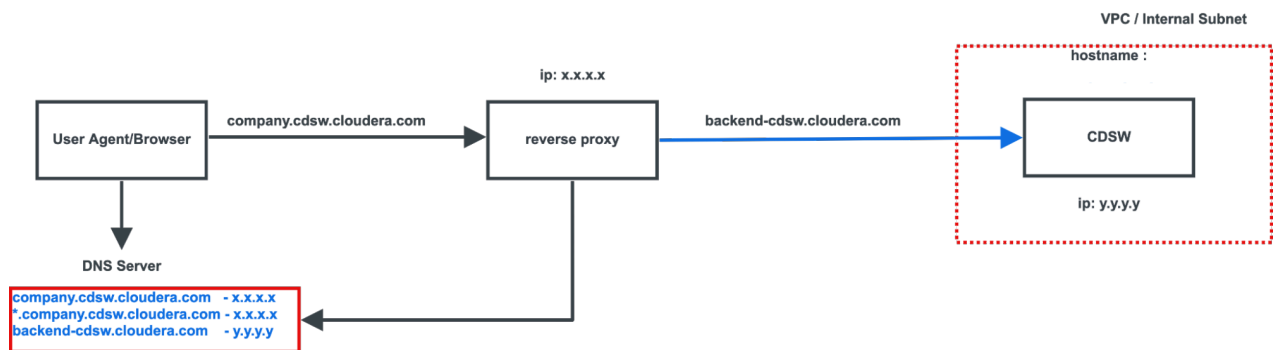 VPC / Internal Subnet
hostname :
ip: x.x.x.x
User Agent/Browser
company.cdsw.cloudera.com
reverse proxy
backend-cdsw.cloudera.com
CDSW
ip: y.y.y.y
DNS Server
company.cdsw.cloudera.com - x.x.x.x
*.company.cdsw.cloudera.com - x.x.x.x
backend-cdsw.cloudera.com - y.y.y.y